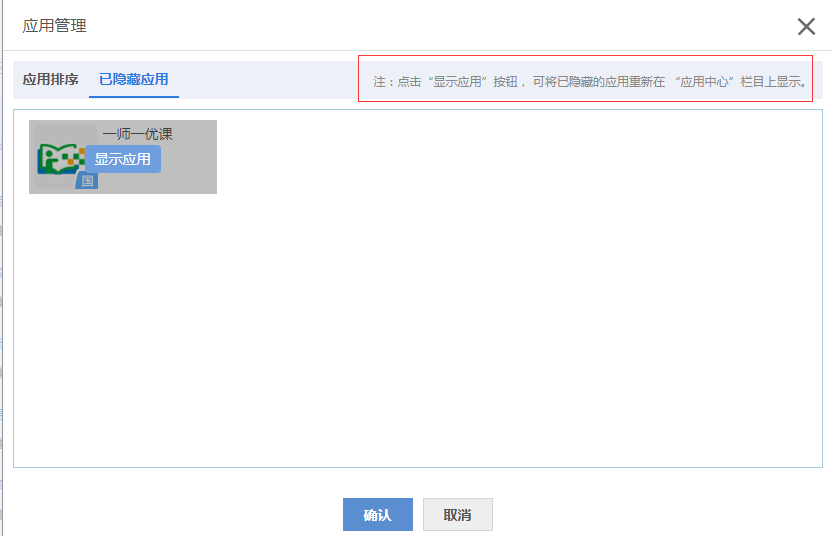 应用管理
应用排序 已隐藏应用 注：点击“显示应用”按钮，可将已隐藏的应用重新在“应用中心”栏目上显示。
一师一优课
显示应用
国
确认 取消